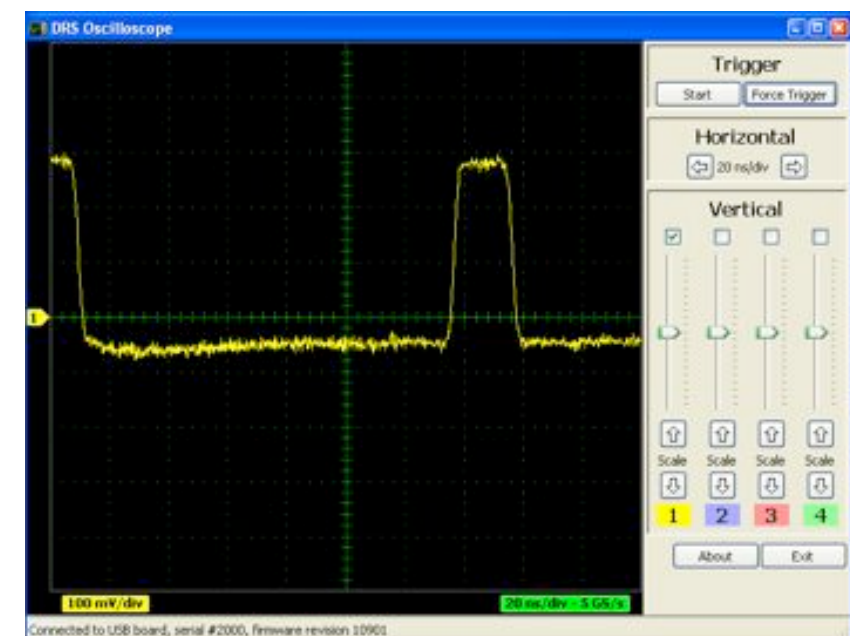 DRS Oscilloscope
Trigger
Start Force Trigger
Horizontal
20 ns/div
Vertical
1
Scale Scale Scale Scale
1 2 3 4
About Exit
100 mV/div 20 ns/div - 5 GS/s
Connected to USB board, serial #2000, firmware revision 10901